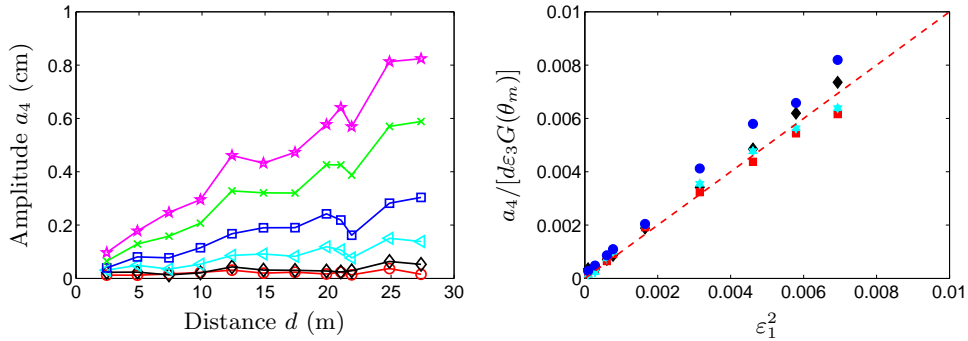 Amplitude a₄ (cm)
1
0.8
0.6
0.4
0.2
0
0 5 10 15 20 25 30
Distance d (m)
a₄/[dε₃G(θₘ)]
0.01
0.008
0.006
0.004
0.002
0
0 0.002 0.004 0.006 0.008 0.01
ε₁²